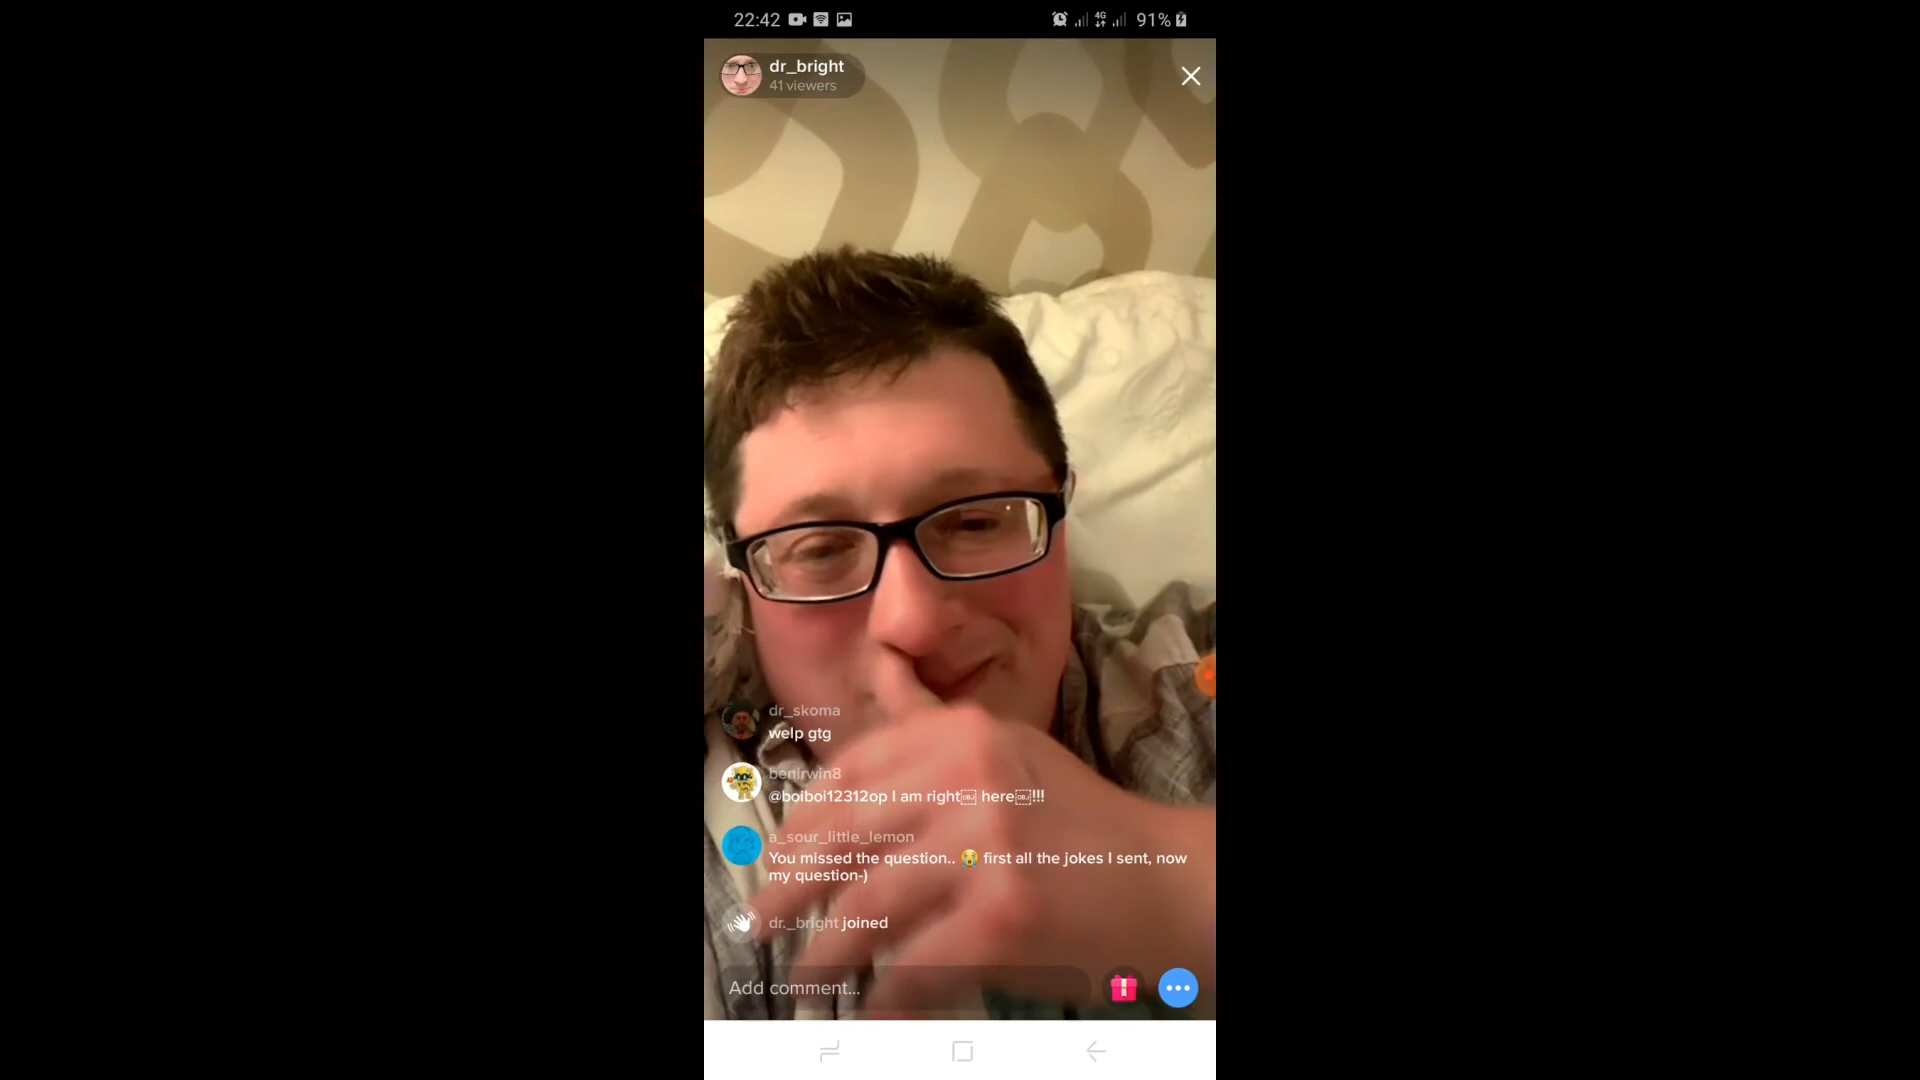 22:42
4G
91%
dr_bright
41 viewers
dr_skoma
welp gtg
benirwin8
@boiboi12312op I am right￼ here￼!!!
a_sour_little_lemon
You missed the question.. 😭 first all the jokes I sent, now
my question-)
dr._bright joined
Add comment...